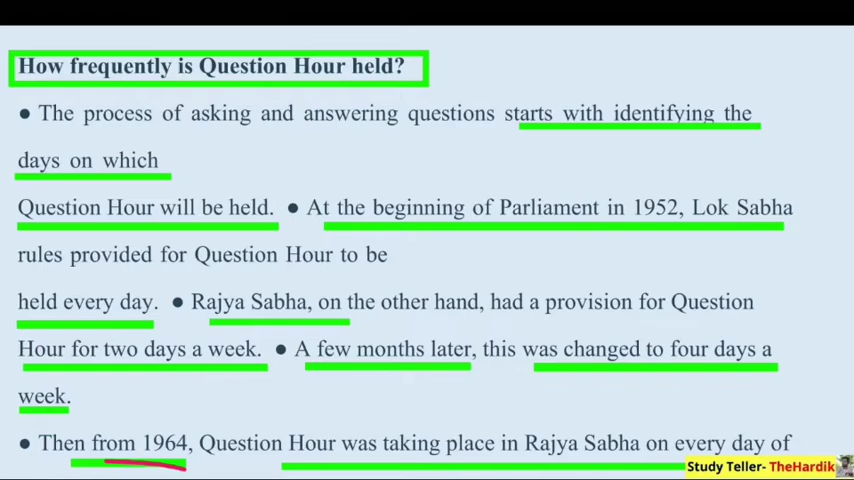 How frequently is Question Hour held?
● The process of asking and answering questions starts with identifying the
days on which
Question Hour will be held. ● At the beginning of Parliament in 1952, Lok Sabha
rules provided for Question Hour to be
held every day. ● Rajya Sabha, on the other hand, had a provision for Question
Hour for two days a week. ● A few months later, this was changed to four days a
week.
● Then from 1964, Question Hour was taking place in Rajya Sabha on every day of
Study Teller- TheHardik